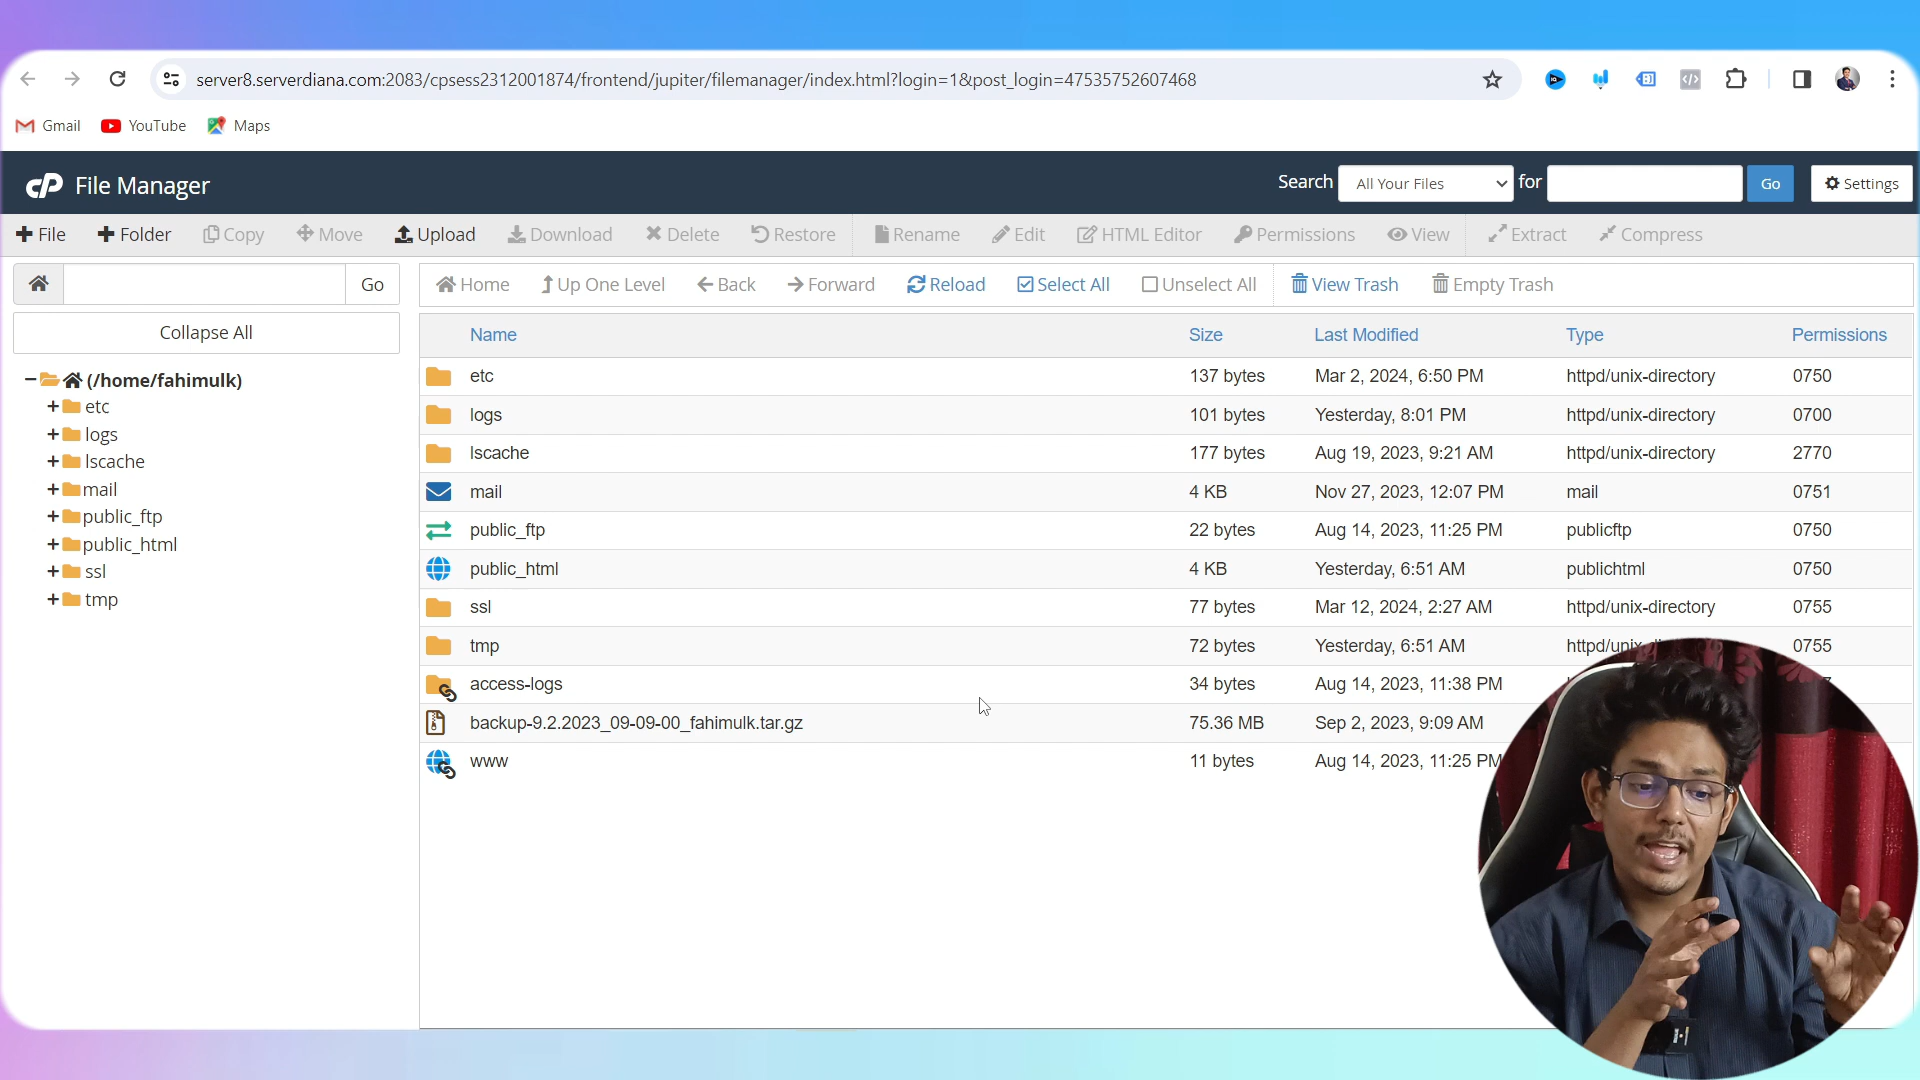 server8.serverdiana.com:2083/cpsess2312001874/frontend/jupiter/filemanager/index.html?login=1&post_login=47535752607468
Gmail YouTube Maps
cP File Manager Search All Your Files for Go Settings
File Folder Copy Move Upload Download Delete Restore Rename Edit HTML Editor Permissions View Extract Compress
Go Home Up One Level Back Forward Reload Select All Unselect All View Trash Empty Trash
Collapse All
(/home/fahimulk)
etc
logs
lscache
mail
public_ftp
public_html
ssl
tmp
Name Size Last Modified Type Permissions
etc 137 bytes Mar 2, 2024, 6:50 PM httpd/unix-directory 0750
logs 101 bytes Yesterday, 8:01 PM httpd/unix-directory 0700
lscache 177 bytes Aug 19, 2023, 9:21 AM httpd/unix-directory 2770
mail 4 KB Nov 27, 2023, 12:07 PM mail 0751
public_ftp 22 bytes Aug 14, 2023, 11:25 PM publicftp 0750
public_html 4 KB Yesterday, 6:51 AM publichtml 0750
ssl 77 bytes Mar 12, 2024, 2:27 AM httpd/unix-directory 0755
tmp 72 bytes Yesterday, 6:51 AM 0755
access-logs 34 bytes Aug 14, 2023, 11:38 PM
backup-9.2.2023_09-09-00_fahimulk.tar.gz 75.36 MB Sep 2, 2023, 9:09 AM
www 11 bytes Aug 14, 2023, 11:25 PM